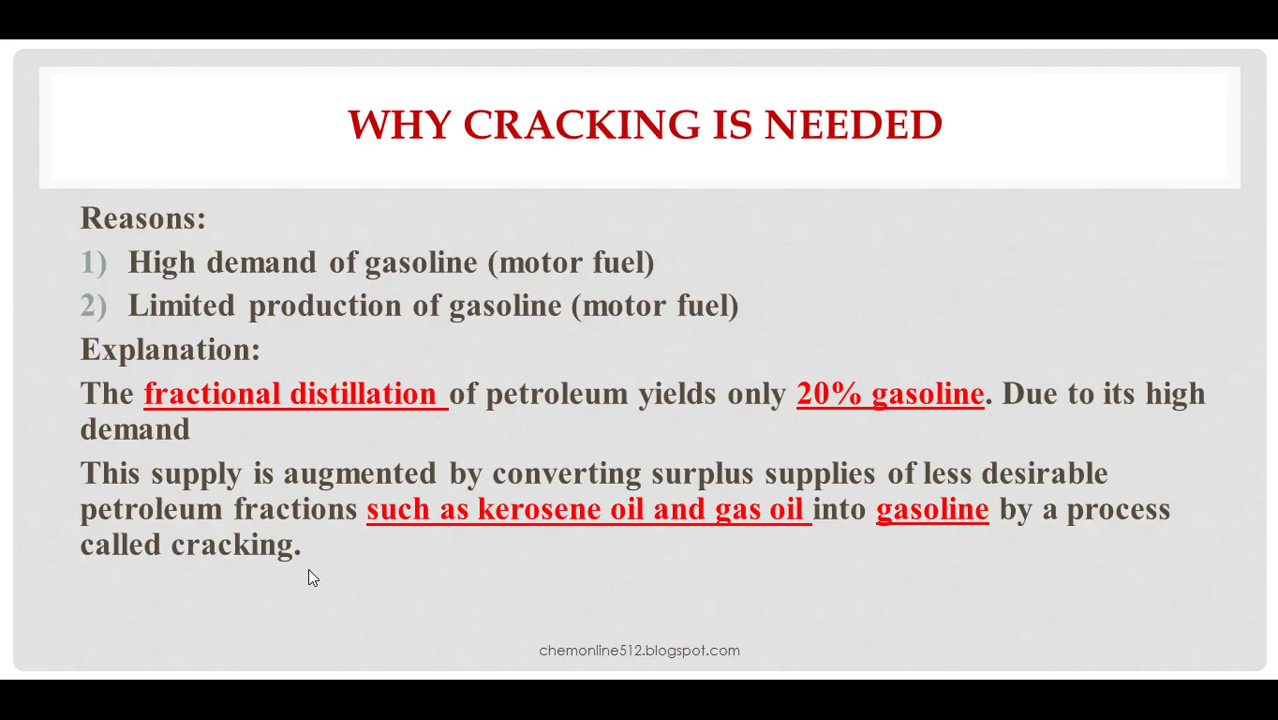 WHY CRACKING IS NEEDED
Reasons:
1) High demand of gasoline (motor fuel)
2) Limited production of gasoline (motor fuel)
Explanation:
The fractional distillation of petroleum yields only 20% gasoline. Due to its high
demand
This supply is augmented by converting surplus supplies of less desirable
petroleum fractions such as kerosene oil and gas oil into gasoline by a process
called cracking.
chemonline512.blogspot.com